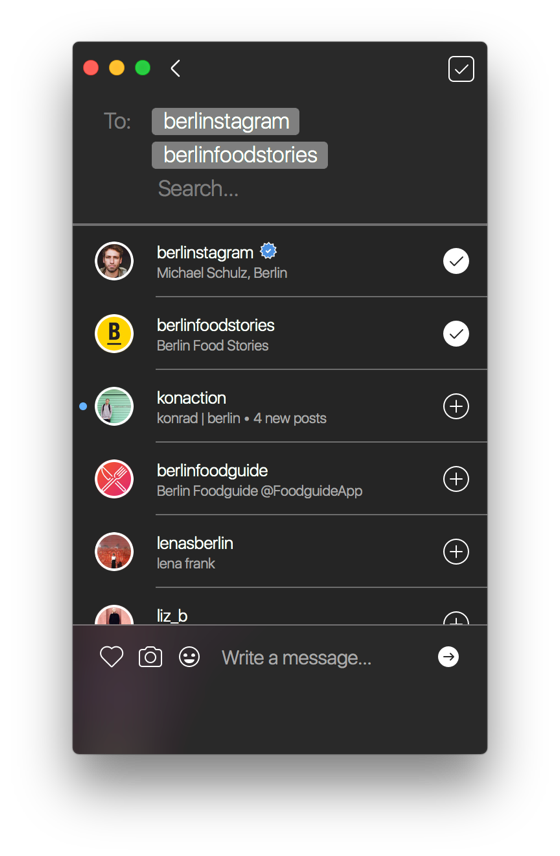 To: berlinstagram
berlinfoodstories
Search...
berlinstagram
Michael Schulz, Berlin
B
berlinfoodstories
Berlin Food Stories
konaction
konrad | berlin • 4 new posts
berlinfoodguide
Berlin Foodguide @FoodguideApp
lenasberlin
lena frank
liz_b
Write a message...